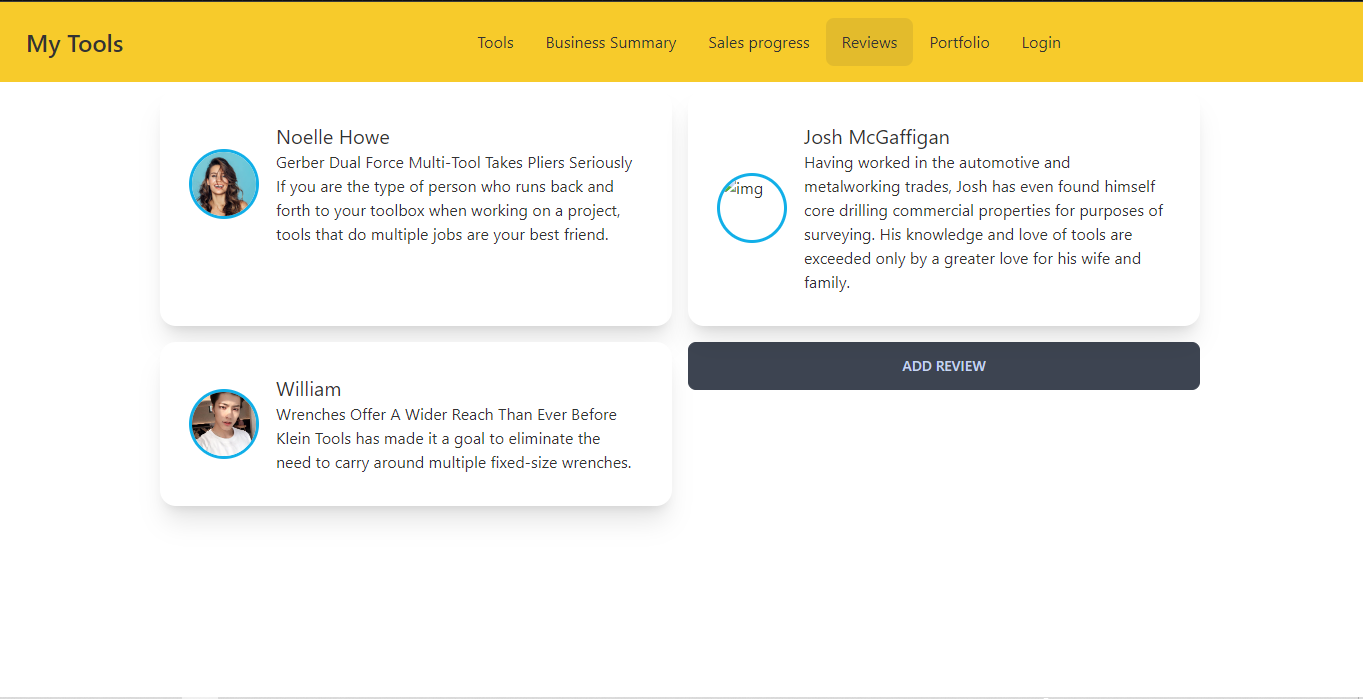 My Tools
Tools
Business Summary
Sales progress
Reviews
Portfolio
Login
Noelle Howe
Gerber Dual Force Multi-Tool Takes Pliers Seriously
If you are the type of person who runs back and
forth to your toolbox when working on a project,
tools that do multiple jobs are your best friend.
Josh McGaffigan
img
Having worked in the automotive and
metalworking trades, Josh has even found himself
core drilling commercial properties for purposes of
surveying. His knowledge and love of tools are
exceeded only by a greater love for his wife and
family.
William
Wrenches Offer A Wider Reach Than Ever Before
Klein Tools has made it a goal to eliminate the
need to carry around multiple fixed-size wrenches.
ADD REVIEW